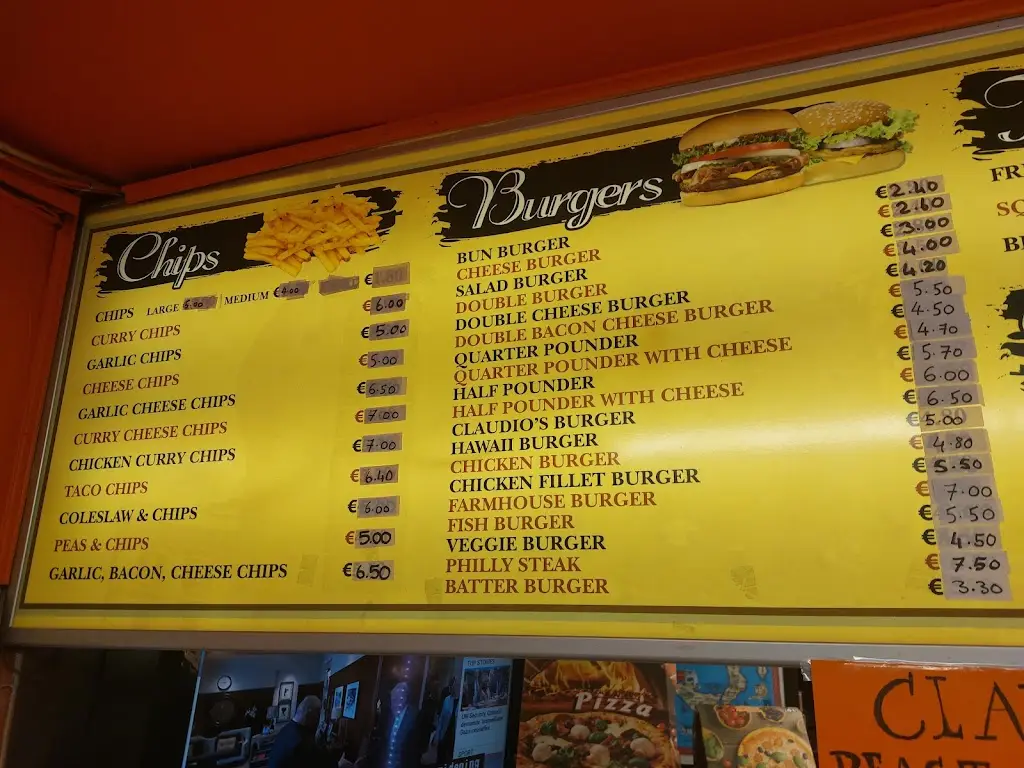 Chips
CHIPS LARGE MEDIUM €4.00 €
CURRY CHIPS €6.00
GARLIC CHIPS €5.00
CHEESE CHIPS €5.00
GARLIC CHEESE CHIPS €6.50
CURRY CHEESE CHIPS €7.00
CHICKEN CURRY CHIPS €7.00
TACO CHIPS €6.40
COLESLAW & CHIPS €6.00
PEAS & CHIPS €5.00
GARLIC, BACON, CHEESE CHIPS €6.50
Burgers
BUN BURGER €2.40
CHEESE BURGER €2.60
SALAD BURGER €3.00
DOUBLE BURGER €4.00
DOUBLE CHEESE BURGER €4.20
DOUBLE BACON CHEESE BURGER €5.50
QUARTER POUNDER €4.50
QUARTER POUNDER WITH CHEESE €4.70
HALF POUNDER €5.70
HALF POUNDER WITH CHEESE €6.00
CLAUDIO'S BURGER €6.50
HAWAII BURGER €5.00
CHICKEN BURGER €4.80
CHICKEN FILLET BURGER €5.50
FARMHOUSE BURGER €7.00
FISH BURGER €5.50
VEGGIE BURGER €4.50
PHILLY STEAK €7.50
BATTER BURGER €3.30
FR
SQ
TOP STORIES
SPORT
Pizza
CLA